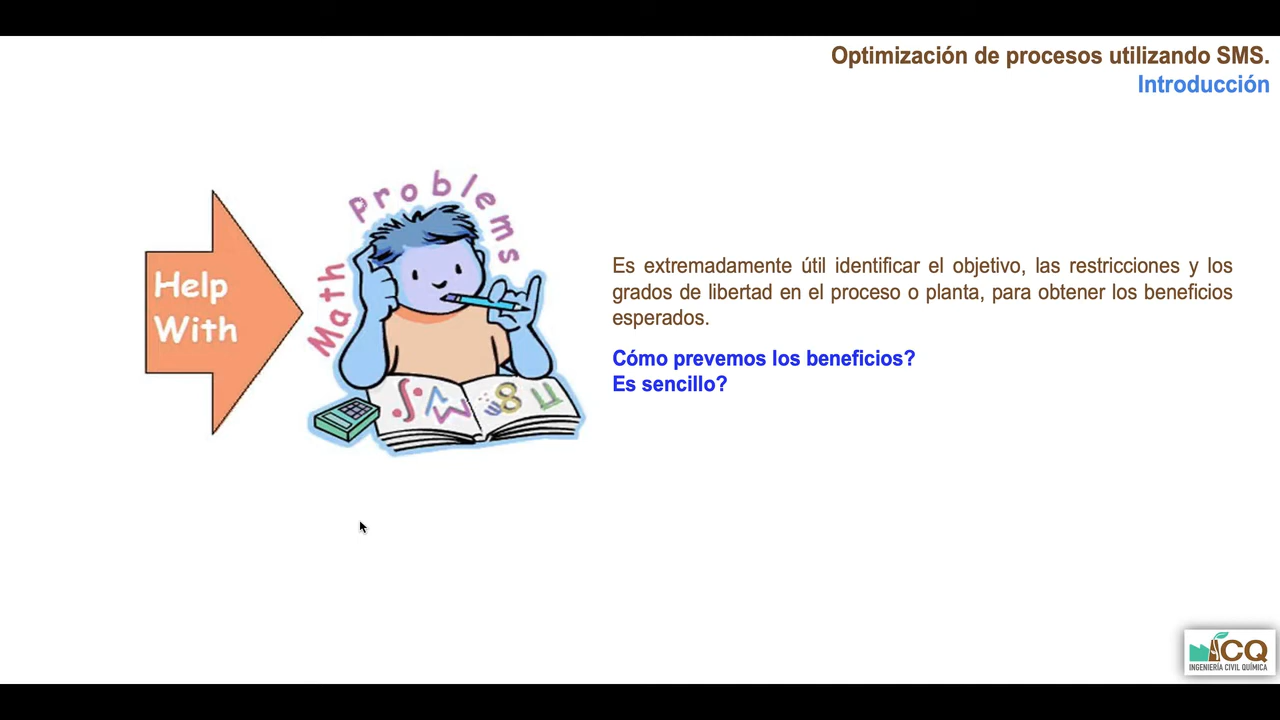 Optimización de procesos utilizando SMS.
Introducción
Help
With
Math Problems
Es extremadamente útil identificar el objetivo, las restricciones y los
grados de libertad en el proceso o planta, para obtener los beneficios
esperados.
Cómo prevemos los beneficios?
Es sencillo?
ICQ
INGENIERÍA CIVIL QUÍMICA